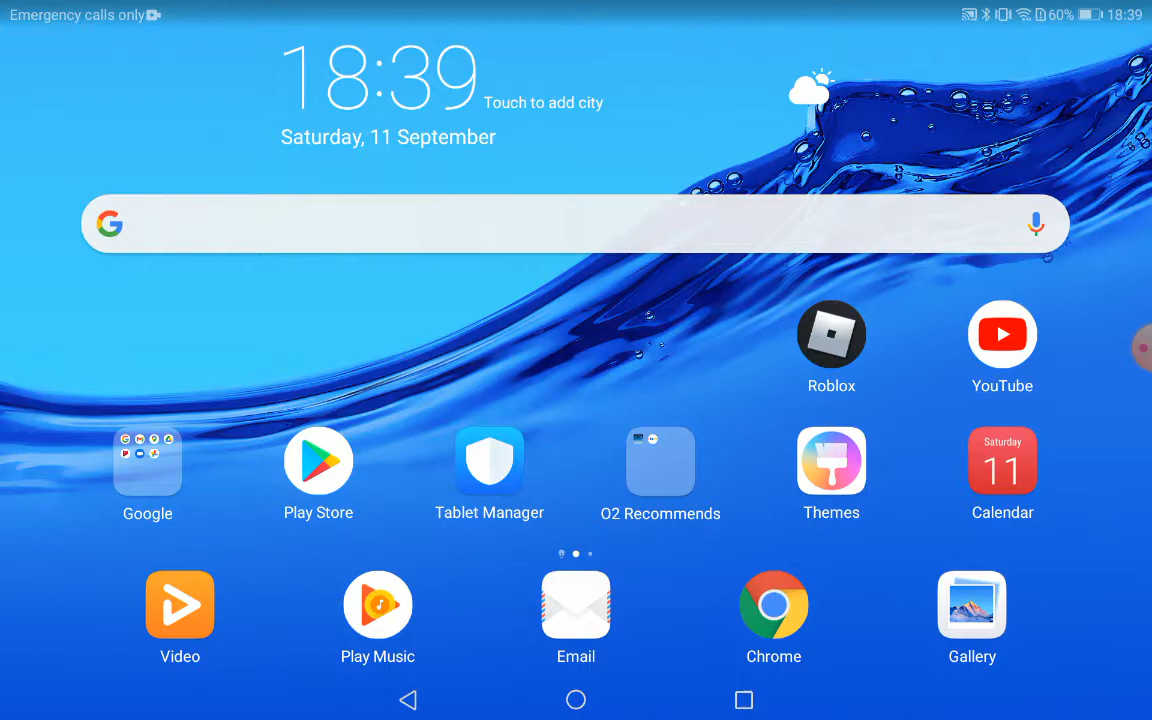 Emergency calls only
60% 18:39
18:39 Touch to add city
Saturday, 11 September
Roblox
YouTube
Google
Play Store
Tablet Manager
O2 Recommends
Themes
Saturday
11
Calendar
Video
Play Music
Email
Chrome
Gallery